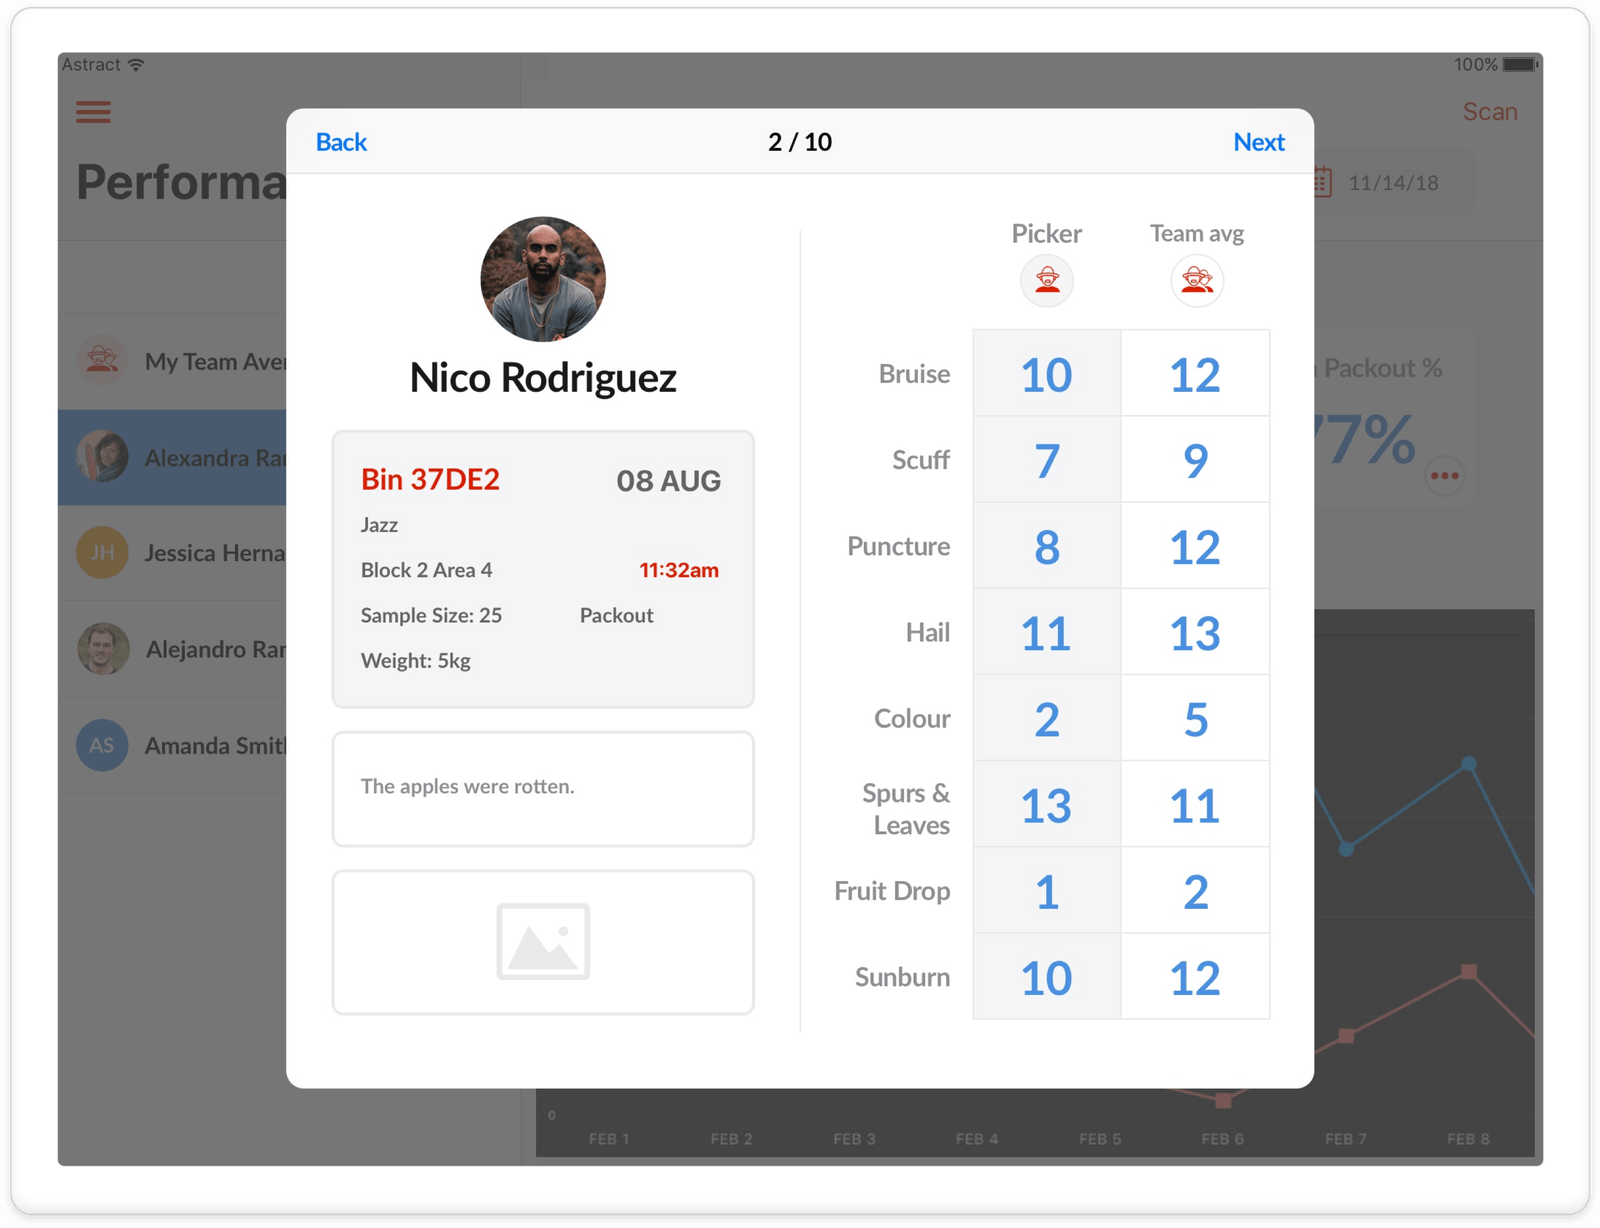 Astract
100%
Scan
Performa
11/14/18
My Team Aver
Alexandra Ra
JH
Jessica Herna
Alejandro Rar
AS
Amanda Smit
Packout %
77%
Back
2 / 10
Next
Nico Rodriguez
Bin 37DE2
08 AUG
Jazz
Block 2 Area 4
11:32am
Sample Size: 25
Packout
Weight: 5kg
The apples were rotten.
Picker
Team avg
Bruise 10 12
Scuff 7 9
Puncture 8 12
Hail 11 13
Colour 2 5
Spurs &
Leaves 13 11
Fruit Drop 1 2
Sunburn 10 12
0
FEB 1 FEB 2 FEB 3 FEB 4 FEB 5 FEB 6 FEB 7 FEB 8